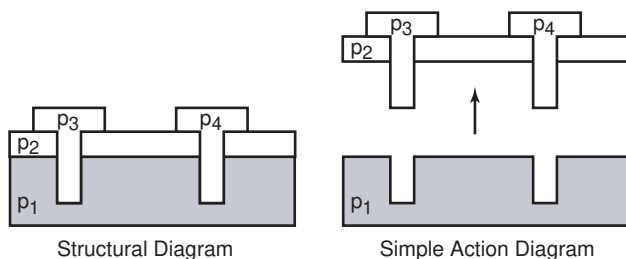 p3 p4
p2
p1
Structural Diagram
p3 p4
p2
p1
Simple Action Diagram